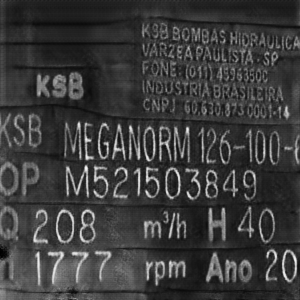 KSB BOMBAS HIDRAULICA
VARZEA PAULISTA - SP
FONE: (011) 45963500
INDUSTRIA BRASILEIRA
CNPJ 60.630.873 0001-14
KSB
KSB MEGANORM 126-100-
OP M521503849
Q 208 m³/h H 40
1777 rpm Ano 20